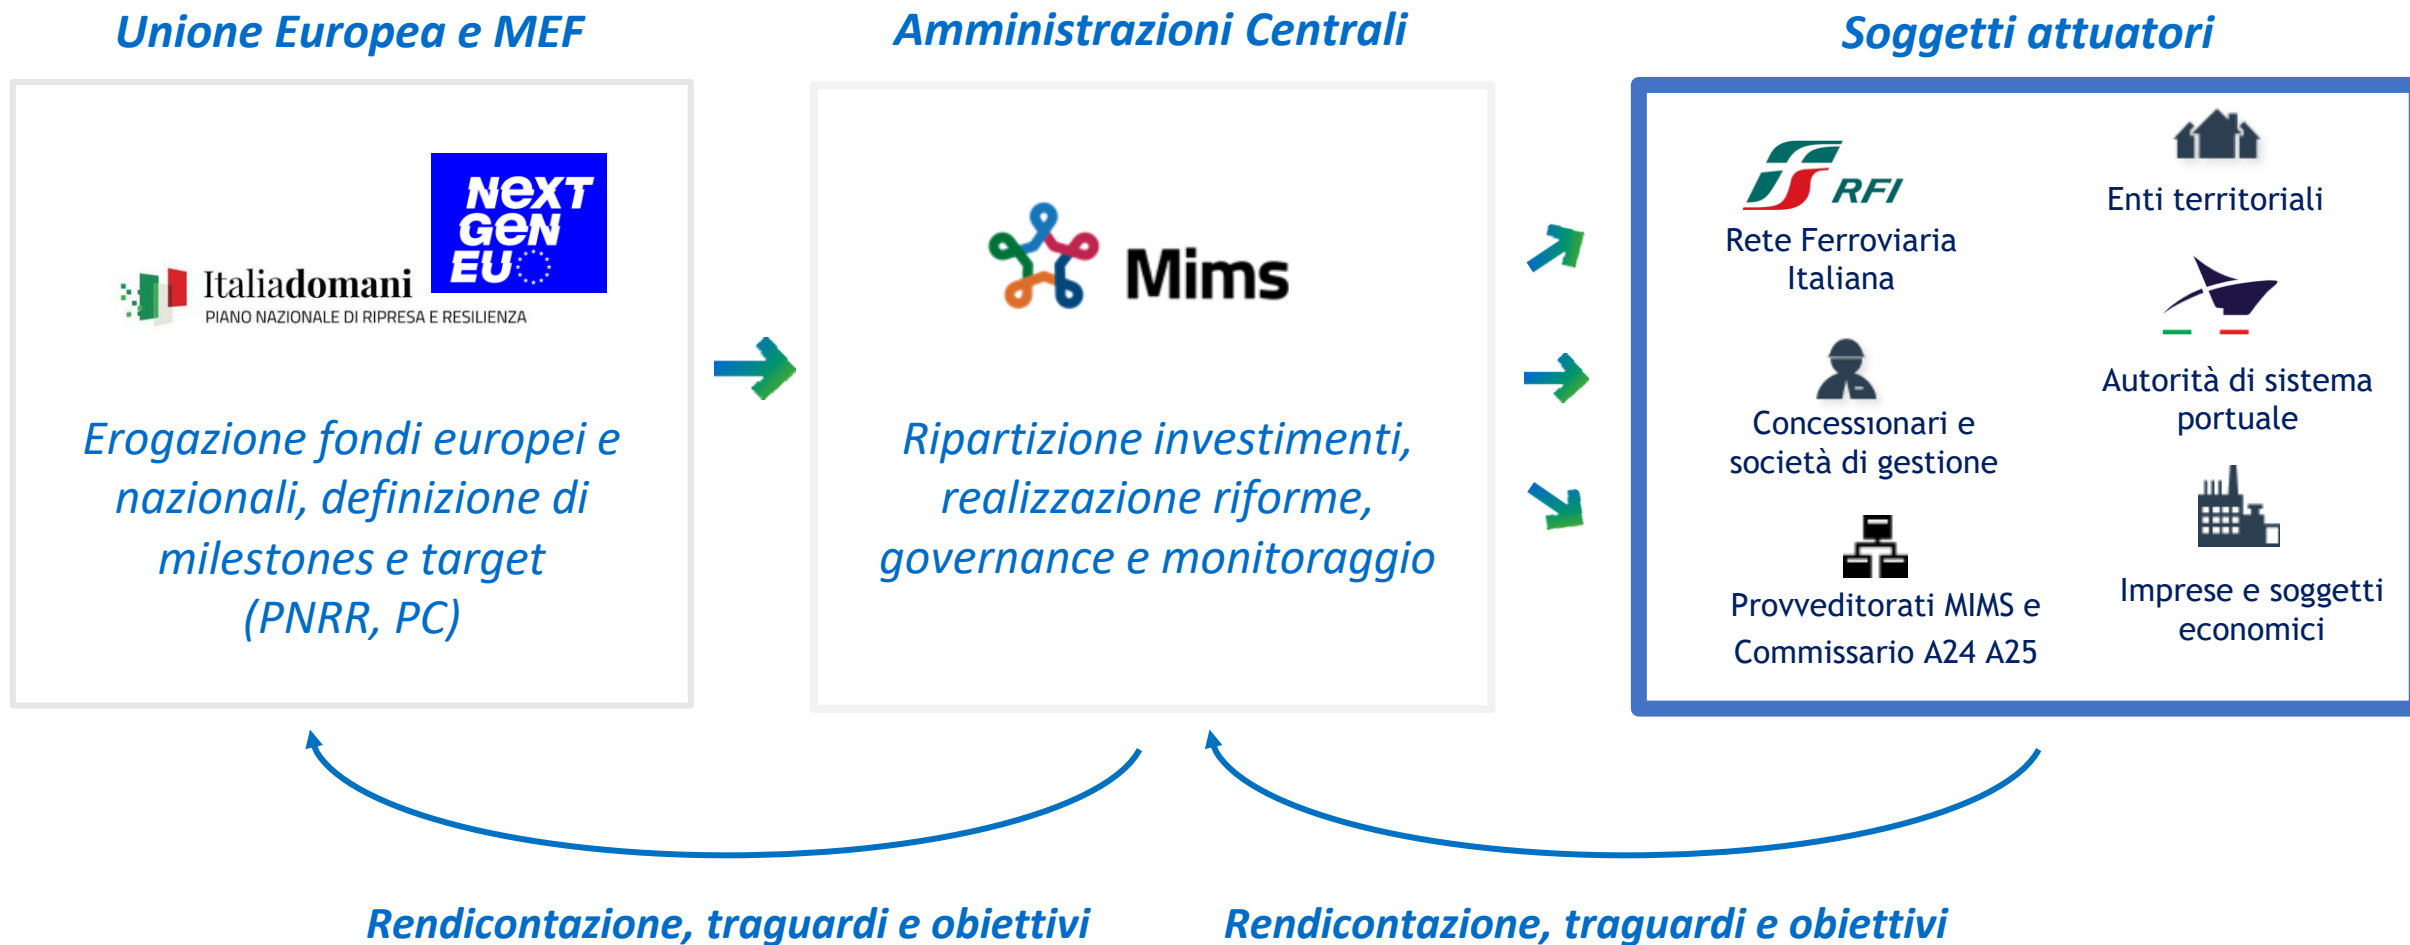 Unione Europea e MEF
Amministrazioni Centrali
Soggetti attuatori
NEXT
GEN
EU
Italiadomani
PIANO NAZIONALE DI RIPRESA E RESILIENZA
Erogazione fondi europei e
nazionali, definizione di
milestones e target
(PNRR, PC)
Mims
Ripartizione investimenti,
realizzazione riforme,
governance e monitoraggio
RFI
Rete Ferroviaria
Italiana
Enti territoriali
Autorità di sistema
portuale
Concessionari e
società di gestione
Provveditorati MIMS e
Commissario A24 A25
Imprese e soggetti
economici
Rendicontazione, traguardi e obiettivi
Rendicontazione, traguardi e obiettivi